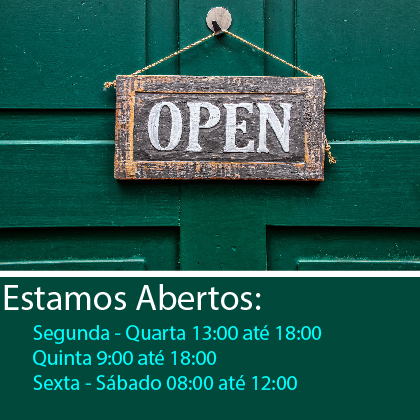 OPEN
Estamos Abertos:
Segunda - Quarta 13:00 até 18:00
Quinta 9:00 até 18:00
Sexta - Sábado 08:00 até 12:00